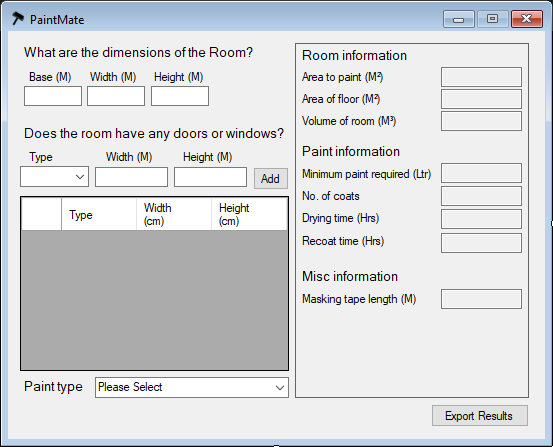 PaintMate
What are the dimensions of the Room?
Base (M) Width (M) Height (M)
Does the room have any doors or windows?
Type Width (M) Height (M)
Add
Type Width (cm) Height (cm)
Paint type Please Select
Room information
Area to paint (M²)
Area of floor (M²)
Volume of room (M³)
Paint information
Minimum paint required (Ltr)
No. of coats
Drying time (Hrs)
Recoat time (Hrs)
Misc information
Masking tape length (M)
Export Results